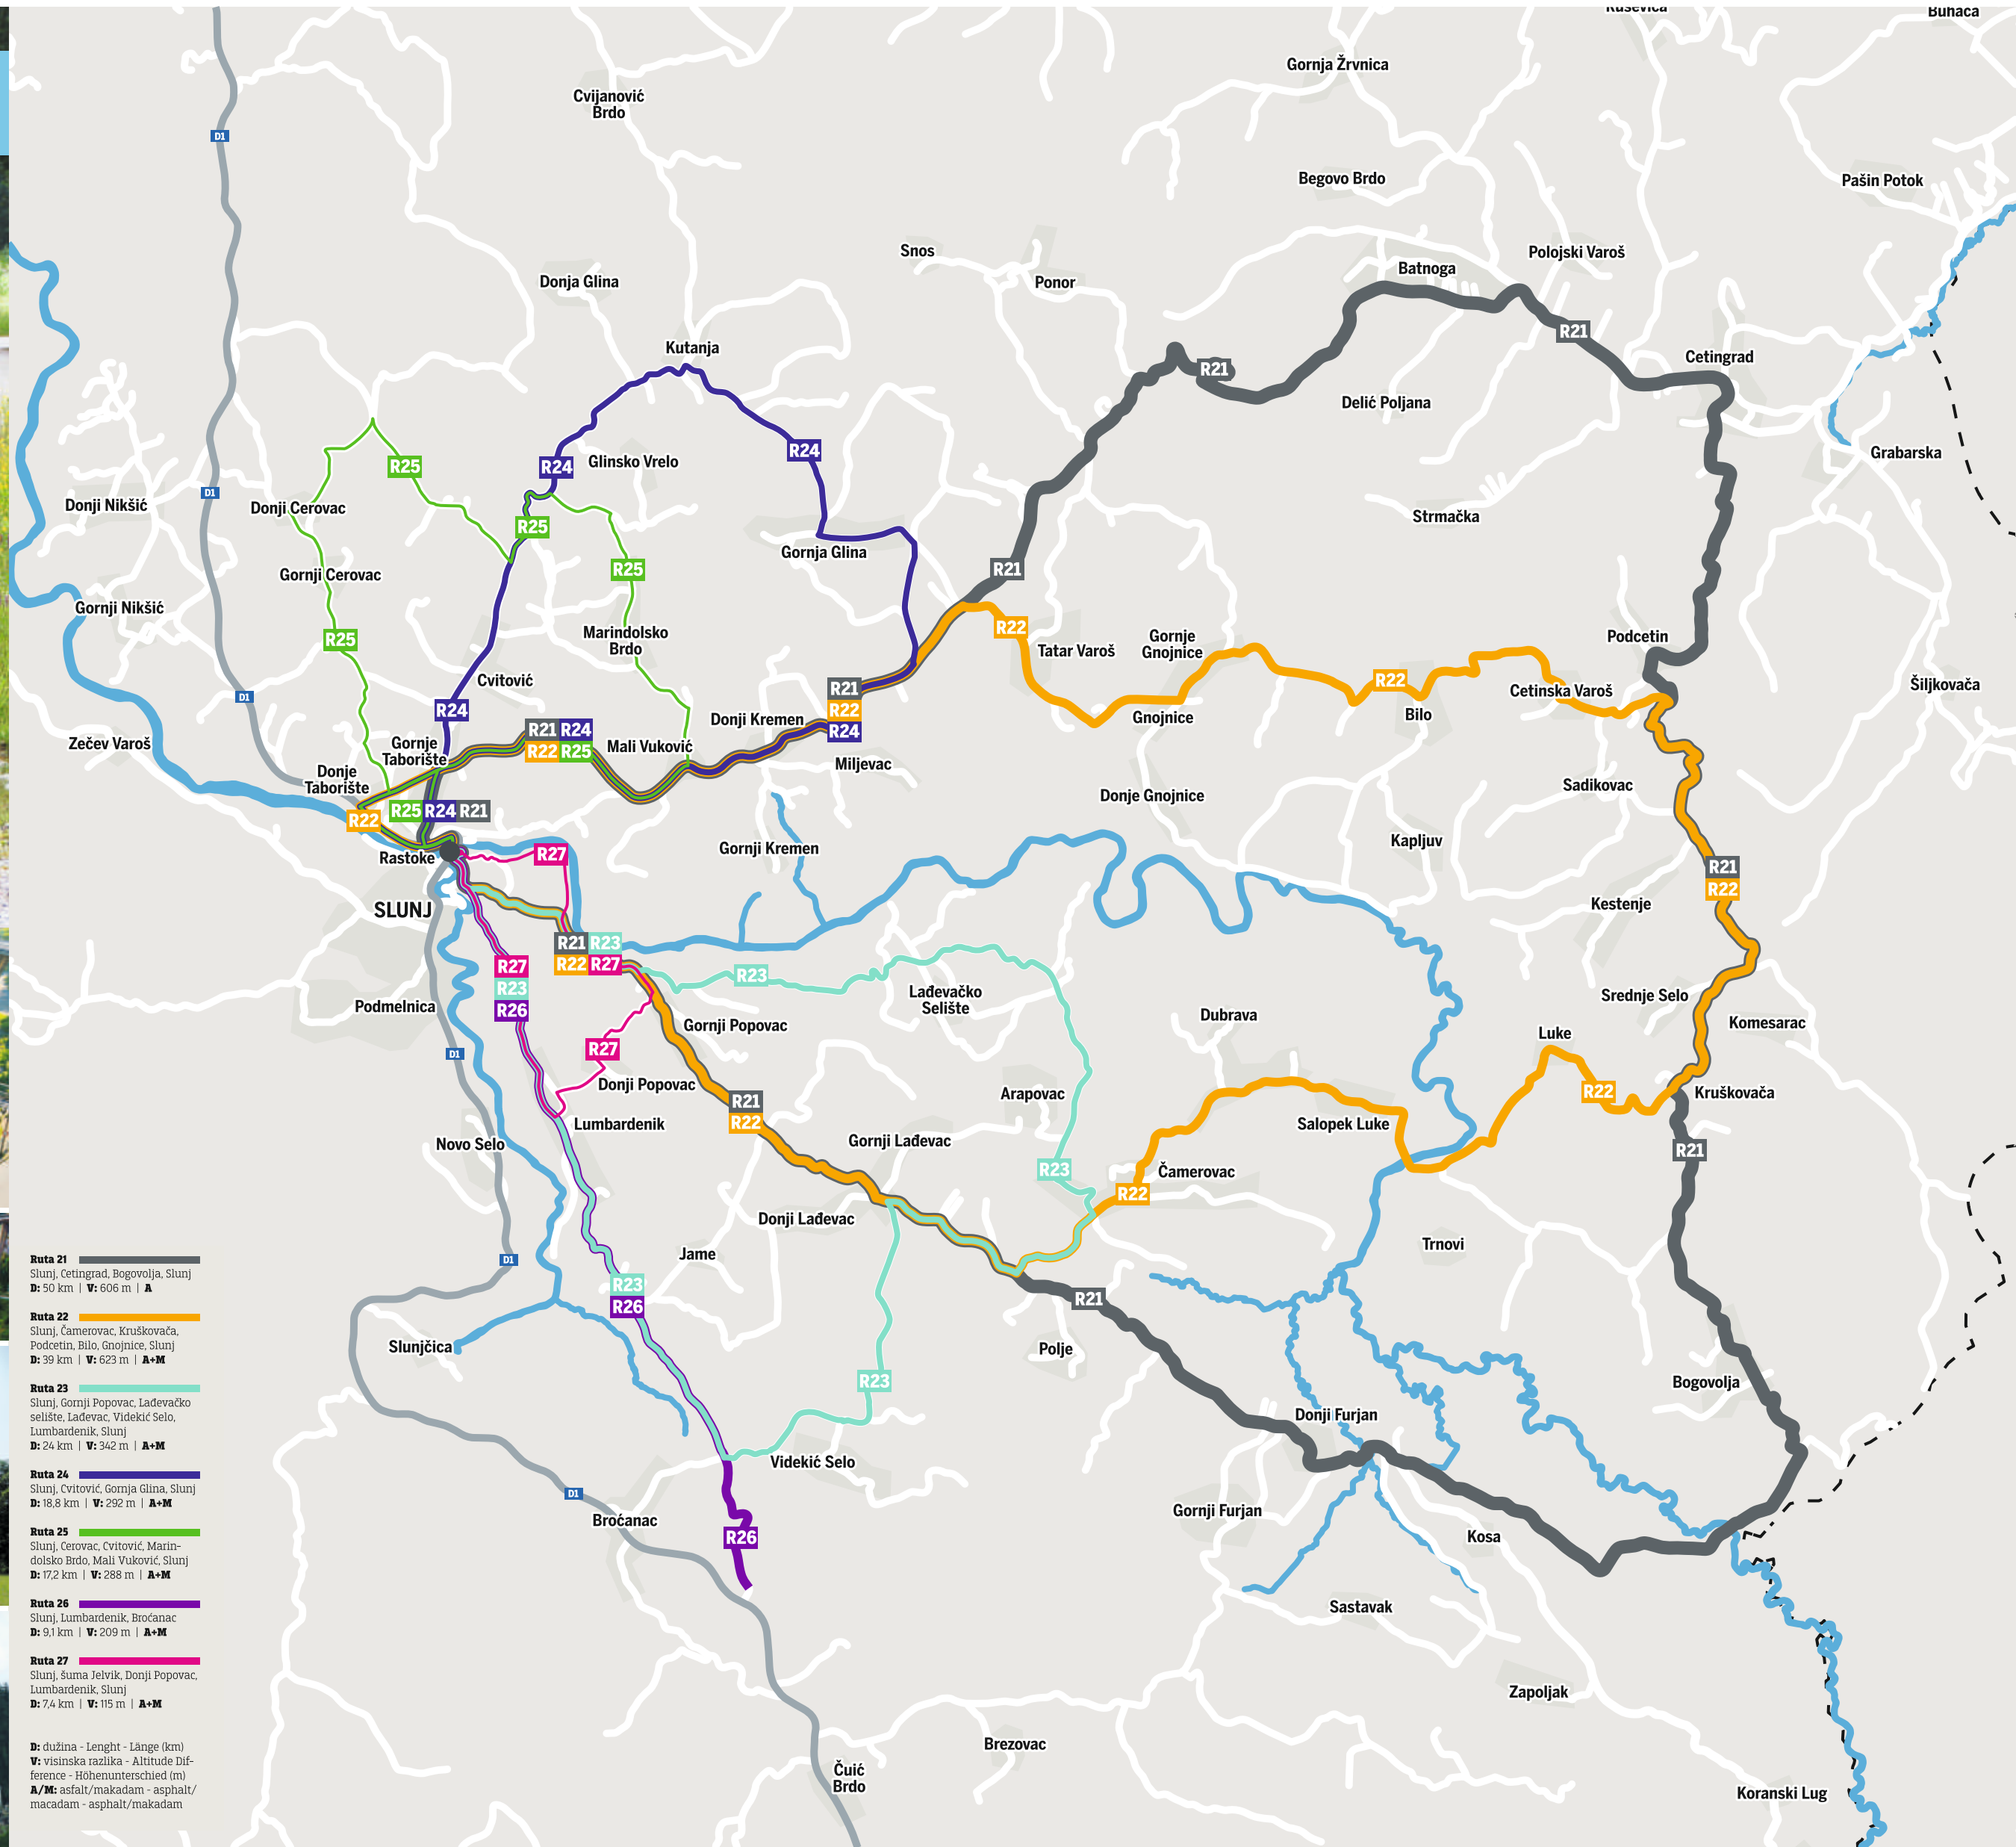 Ruševica
Buhača
Gornja Žrvnica
Cvijanović
Brdo
D1
Begovo Brdo
Pašin Potok
Snos
Polojski Varoš
Donja Glina
Ponor
Batnoga
R21
Kutanja
Cetingrad
R21
Delić Poljana
R24
Grabarska
R25
R24
Glinsko Vrelo
D1
Donji Nikšić
Donji Cerovac
Strmačka
R25
Gornja Glina
R25
R21
Gornji Cerovac
Gornji Nikšić
R22
Marindolsko
Brdo
R25
Gornje
Gnojnice
Podcetin
Tatar Varoš
Cvitović
R22
Cetinska Varoš
Šiljkovača
D1
R21
R22
R24
R24
Donji Kremen
Gnojnice
Bilo
R21 R24
R22 R25
Mali Vuković
Zečev Varoš
Gornje
Taborište
Miljevac
Donje
Taborište
Sadikovac
Donje Gnojnice
R25 R24 R21
R22
Kapljuv
Gornji Kremen
Rastoke
R27
R21
R22
SLUNJ
Kestenje
R21 R23
R22 R27
R27
R23
R26
R23
Lađevačko
Selište
Srednje Selo
Podmelnica
Dubrava
Komesarac
Gornji Popovac
Luke
R27
D1
Donji Popovac
Arapovac
R22
Kruškovača
R21
R22
Lumbardenik
Salopek Luke
Novo Selo
Gornji Lađevac
R21
R23
Čamerovac
R22
Donji Lađevac
Trnovi
Jame
D1
R23
R26
R21
Slunjčica
Polje
R23
Bogovolja
Donji Furjan
Videkić Selo
D1
Broćanac
Gornji Furjan
R26
Kosa
Sastavak
Zapoljak
Brezovac
Čuić
Brdo
Koranski Lug
Ruta 21
Slunj, Cetingrad, Bogovolja, Slunj
D: 50 km | V: 606 m | A
Ruta 22
Slunj, Čamerovac, Kruškovača,
Podcetin, Bilo, Gnojnice, Slunj
D: 39 km | V: 623 m | A+M
Ruta 23
Slunj, Gornji Popovac, Lađevačko
selište, Lađevac, Videkić Selo,
Lumbardenik, Slunj
D: 24 km | V: 342 m | A+M
Ruta 24
Slunj, Cvitović, Gornja Glina, Slunj
D: 18,8 km | V: 292 m | A+M
Ruta 25
Slunj, Cerovac, Cvitović, Marin-
dolsko Brdo, Mali Vuković, Slunj
D: 17,2 km | V: 288 m | A+M
Ruta 26
Slunj, Lumbardenik, Broćanac
D: 9,1 km | V: 209 m | A+M
Ruta 27
Slunj, šuma Jelvik, Donji Popovac,
Lumbardenik, Slunj
D: 7,4 km | V: 115 m | A+M
D: dužina - Lenght - Länge (km)
V: visinska razlika - Altitude Dif-
ference - Höhenunterschied (m)
A/M: asfalt/makadam - asphalt/
macadam - asphalt/makadam